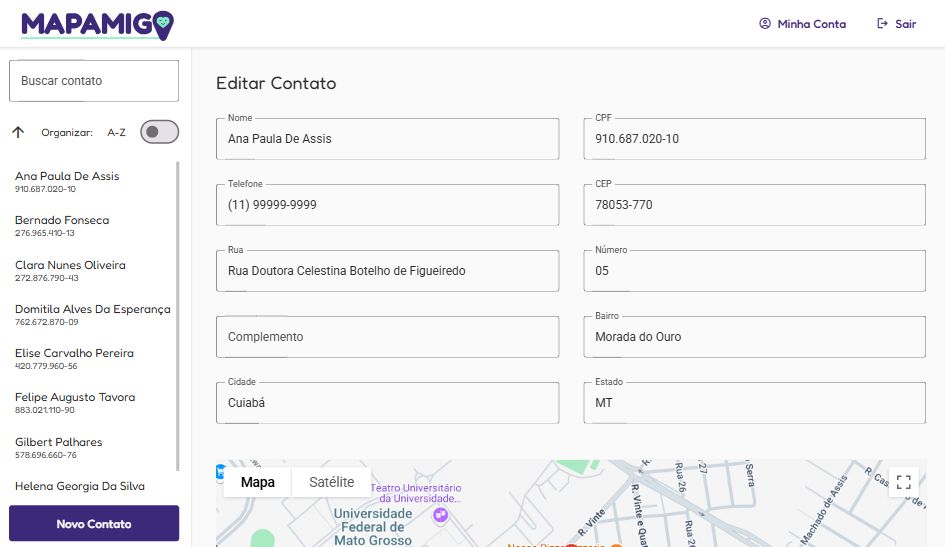 MAPAMIGO
Minha Conta
Sair
Buscar contato
Organizar: A-Z
Ana Paula De Assis
910.687.020-10
Bernado Fonseca
276.965.410-13
Clara Nunes Oliveira
272.876.790-43
Domitila Alves Da Esperança
762.672.870-09
Elise Carvalho Pereira
420.779.960-56
Felipe Augusto Tavora
883.021.110-90
Gilbert Palhares
578.696.660-76
Helena Georgia Da Silva
Novo Contato
Editar Contato
Nome
Ana Paula De Assis
CPF
910.687.020-10
Telefone
(11) 99999-9999
CEP
78053-770
Rua
Rua Doutora Celestina Botelho de Figueiredo
Número
05
Complemento
Bairro
Morada do Ouro
Cidade
Cuiabá
Estado
MT
Mapa
Satélite
Teatro Universitário
da Universidade...
Universidade
Federal de
Mato Grosso
R. Vinte
R. Vinte e Quat
Rua 26
Rua 26
27
Serra
Machado de Assis
R. Cas